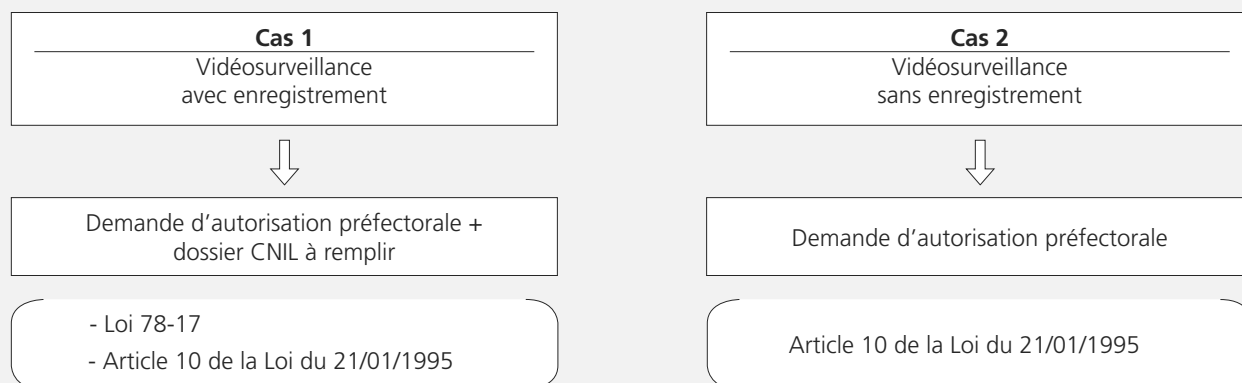 Cas 1
Vidéosurveillance
avec enregistrement
Demande d'autorisation préfectorale +
dossier CNIL à remplir
- Loi 78-17
- Article 10 de la Loi du 21/01/1995
Cas 2
Vidéosurveillance
sans enregistrement
Demande d'autorisation préfectorale
Article 10 de la Loi du 21/01/1995